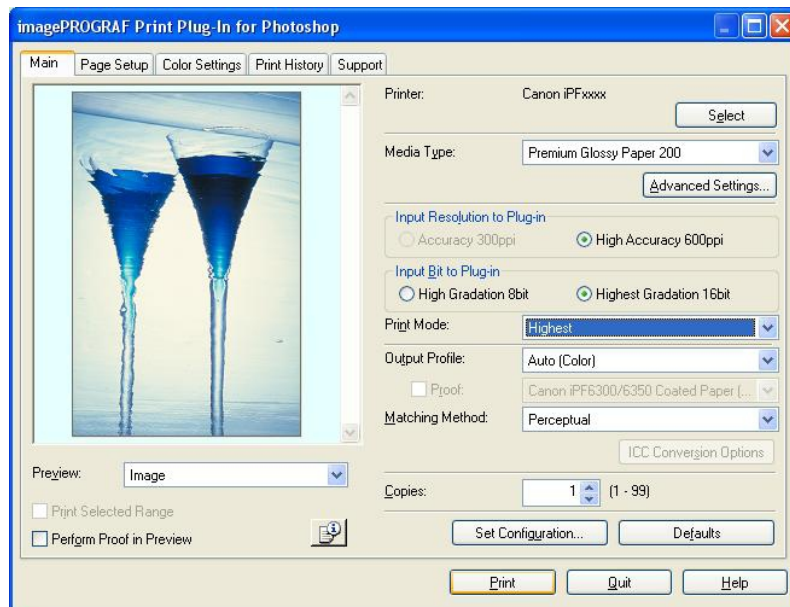 imagePROGRAF Print Plug-In for Photoshop
Main Page Setup Color Settings Print History Support
Printer: Canon iPFxxxx
Select
Media Type: Premium Glossy Paper 200
Advanced Settings...
Input Resolution to Plug-in
Accuracy 300ppi High Accuracy 600ppi
Input Bit to Plug-in
High Gradation 8bit Highest Gradation 16bit
Print Mode: Highest
Output Profile: Auto (Color)
Proof: Canon iPF6300/6350 Coated Paper (...
Matching Method: Perceptual
ICC Conversion Options
Preview: Image
Copies: 1 (1 - 99)
Print Selected Range
Perform Proof in Preview
Set Configuration... Defaults
Print Quit Help